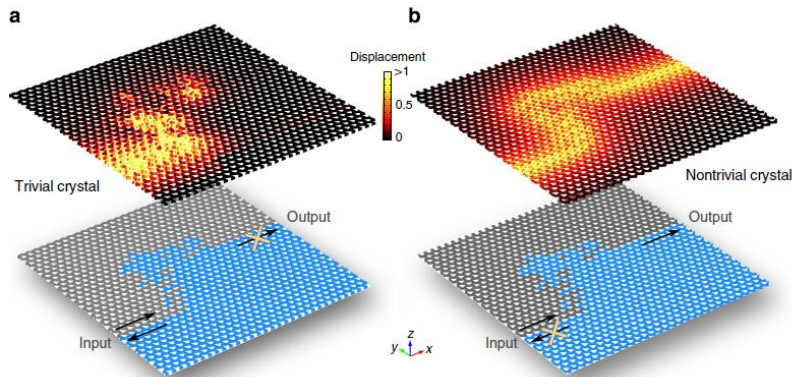 a
b
Displacement
>1
0.5
0
Trivial crystal
Nontrivial crystal
Output
Output
Input
Input
z
y
x